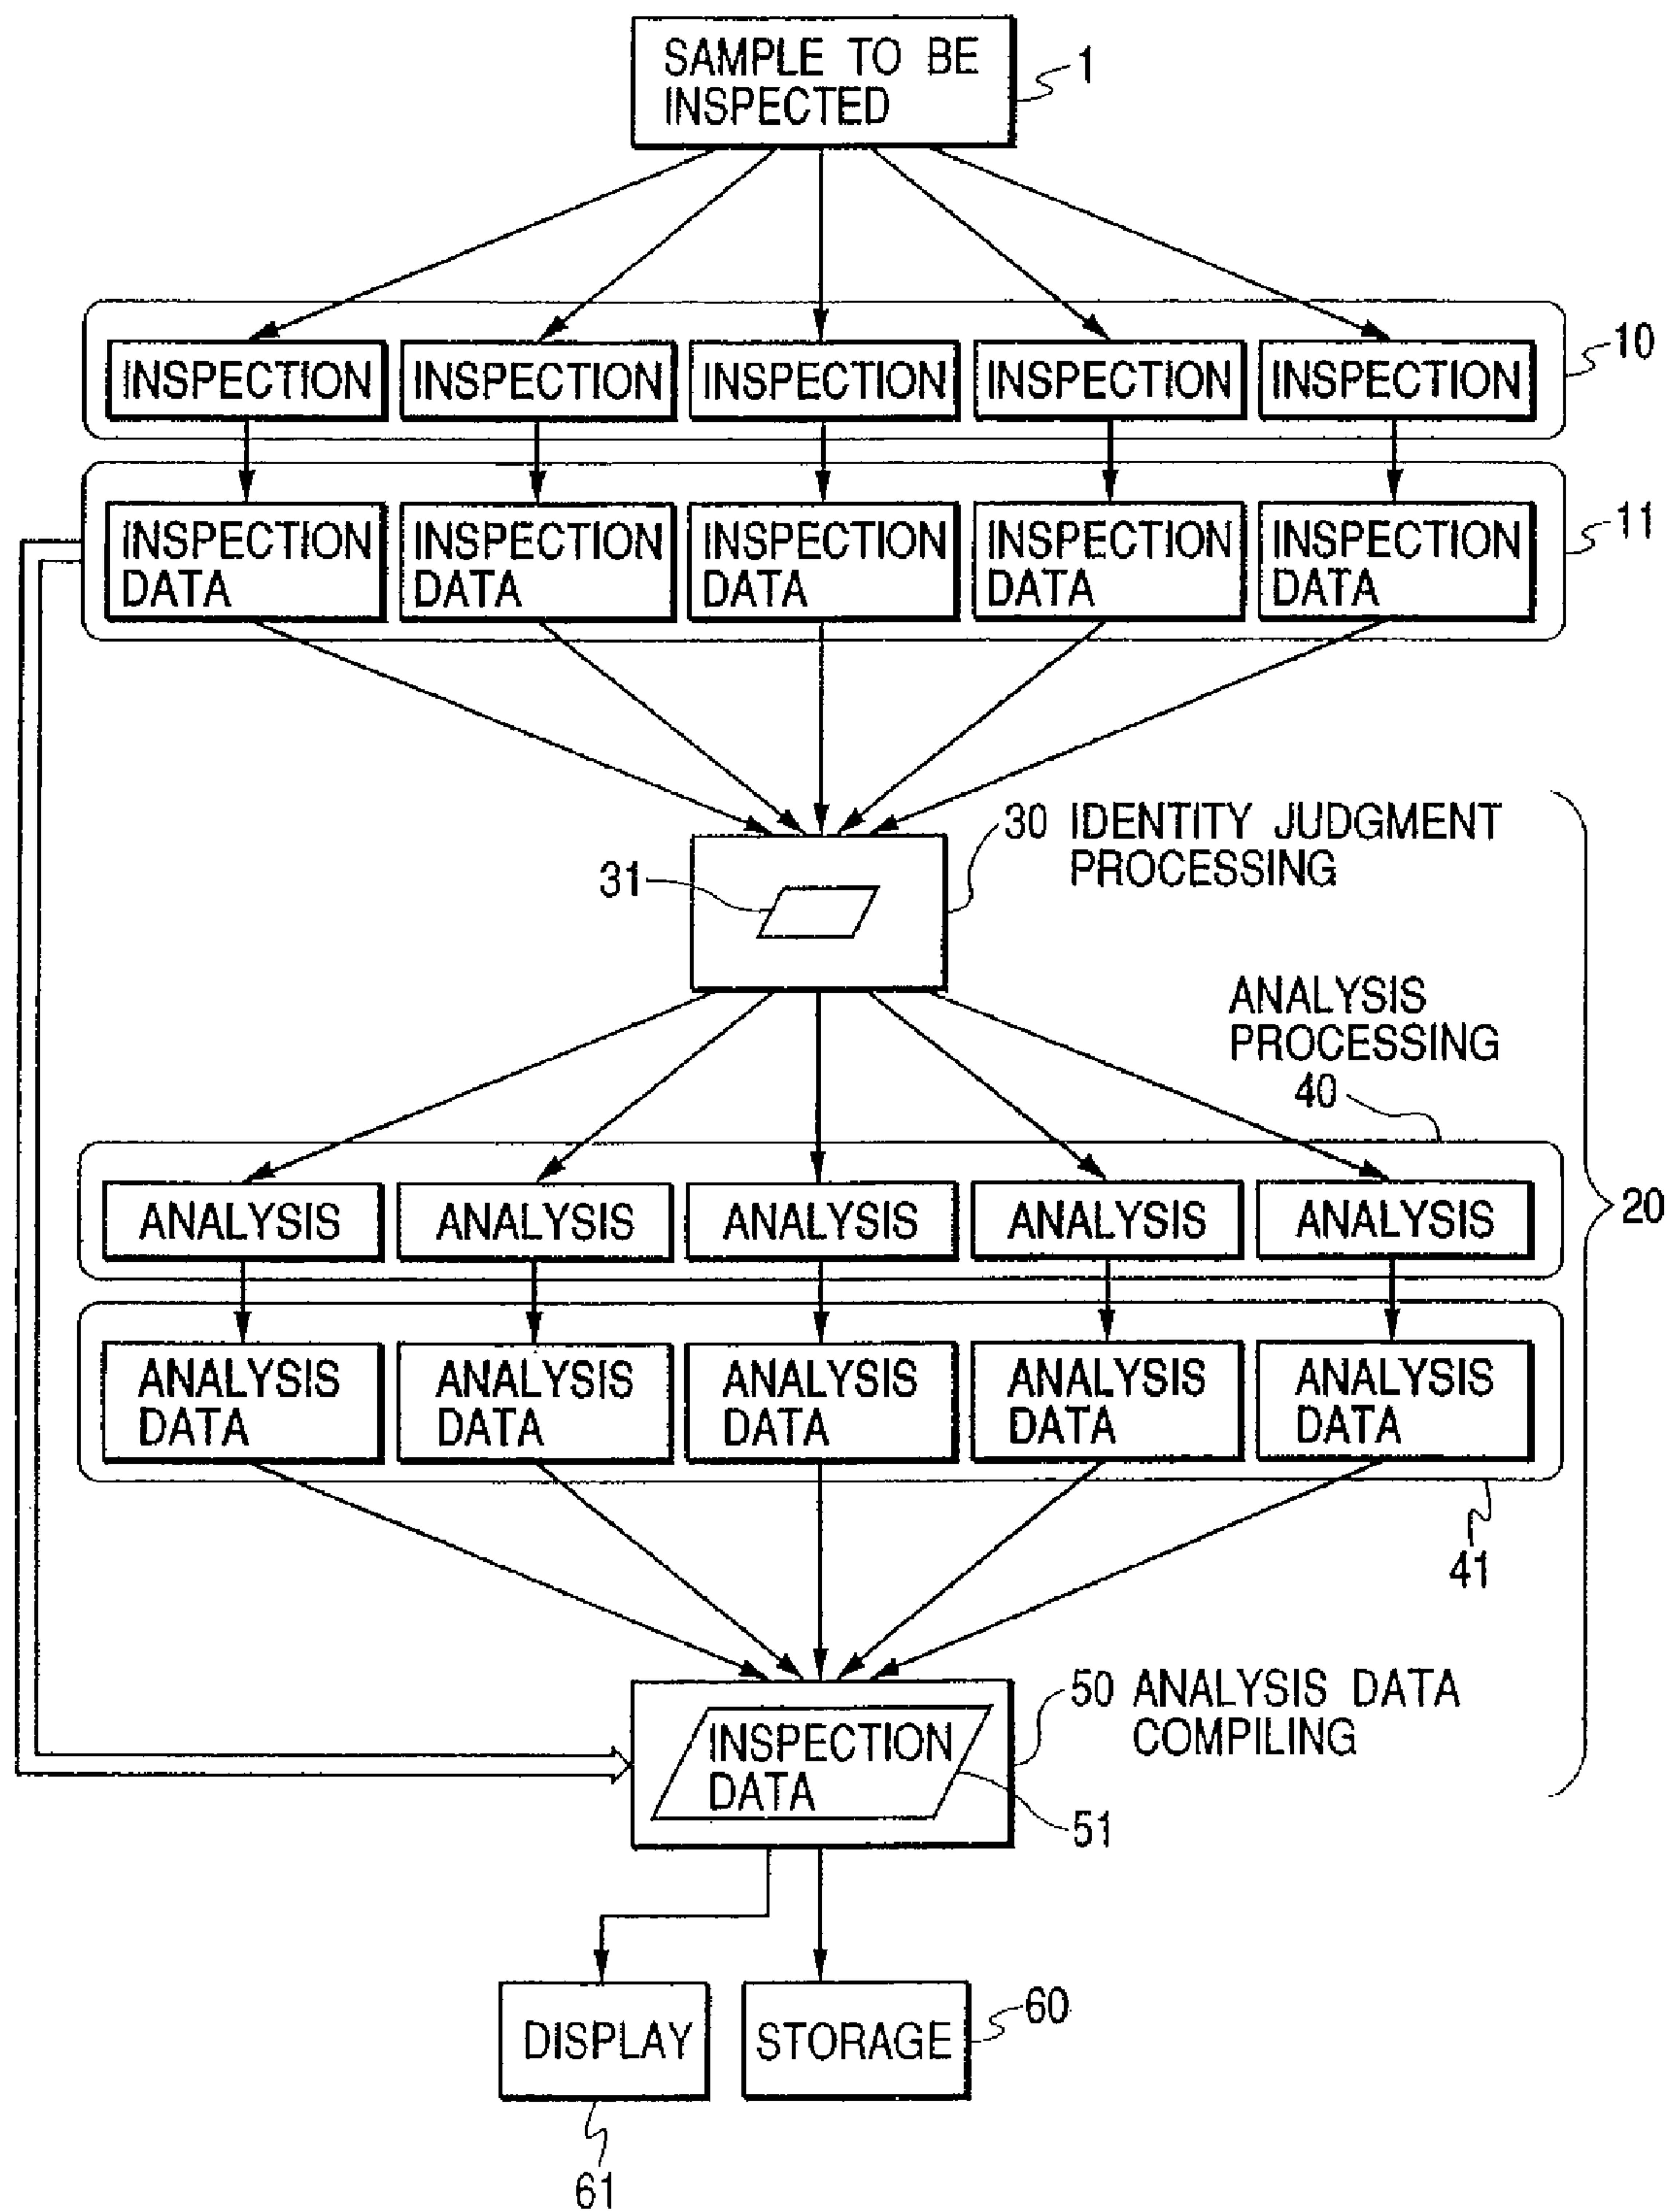 SAMPLE TO BE
INSPECTED
1
INSPECTION INSPECTION INSPECTION INSPECTION INSPECTION
10
INSPECTION INSPECTION INSPECTION INSPECTION INSPECTION
DATA DATA DATA DATA DATA
11
30 IDENTITY JUDGMENT
PROCESSING
31
ANALYSIS
PROCESSING
40
ANALYSIS ANALYSIS ANALYSIS ANALYSIS ANALYSIS
20
ANALYSIS ANALYSIS ANALYSIS ANALYSIS ANALYSIS
DATA DATA DATA DATA DATA
41
50 ANALYSIS DATA
COMPILING
INSPECTION
DATA
51
DISPLAY
STORAGE
60
61